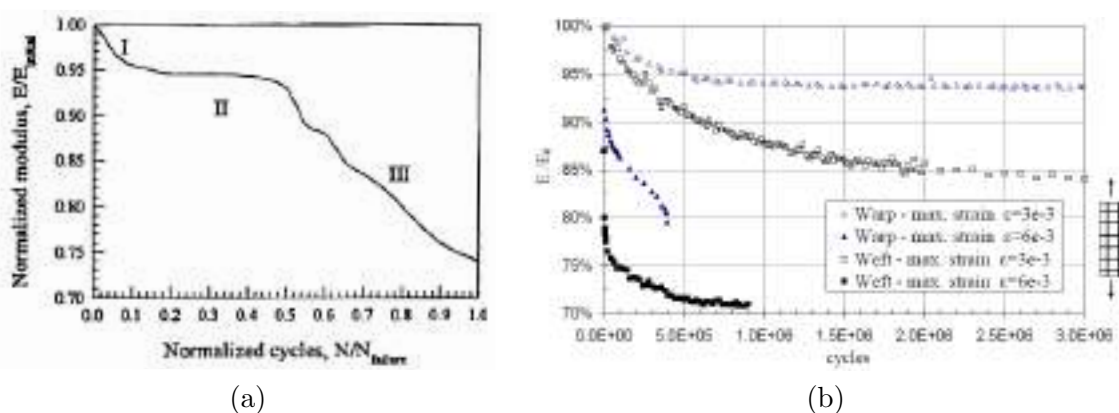 1.00
0.95
0.90
0.85
0.80
0.75
0.70
Normalized modulus, E/E
I
II
III
0.0 0.1 0.2 0.3 0.4 0.5 0.6 0.7 0.8 0.9 1.0
Normalized cycles, N/N failure
(a)
100%
95%
90%
85%
80%
75%
70%
E/E₀
Warp - max. strain ε=3e-3
Warp - max. strain ε=6e-3
Weft - max. strain ε=3e-3
Weft - max. strain ε=6e-3
0.0E+00 5.0E+05 1.0E+06 1.5E+06 2.0E+06 2.5E+06 3.0E+06
cycles
(b)